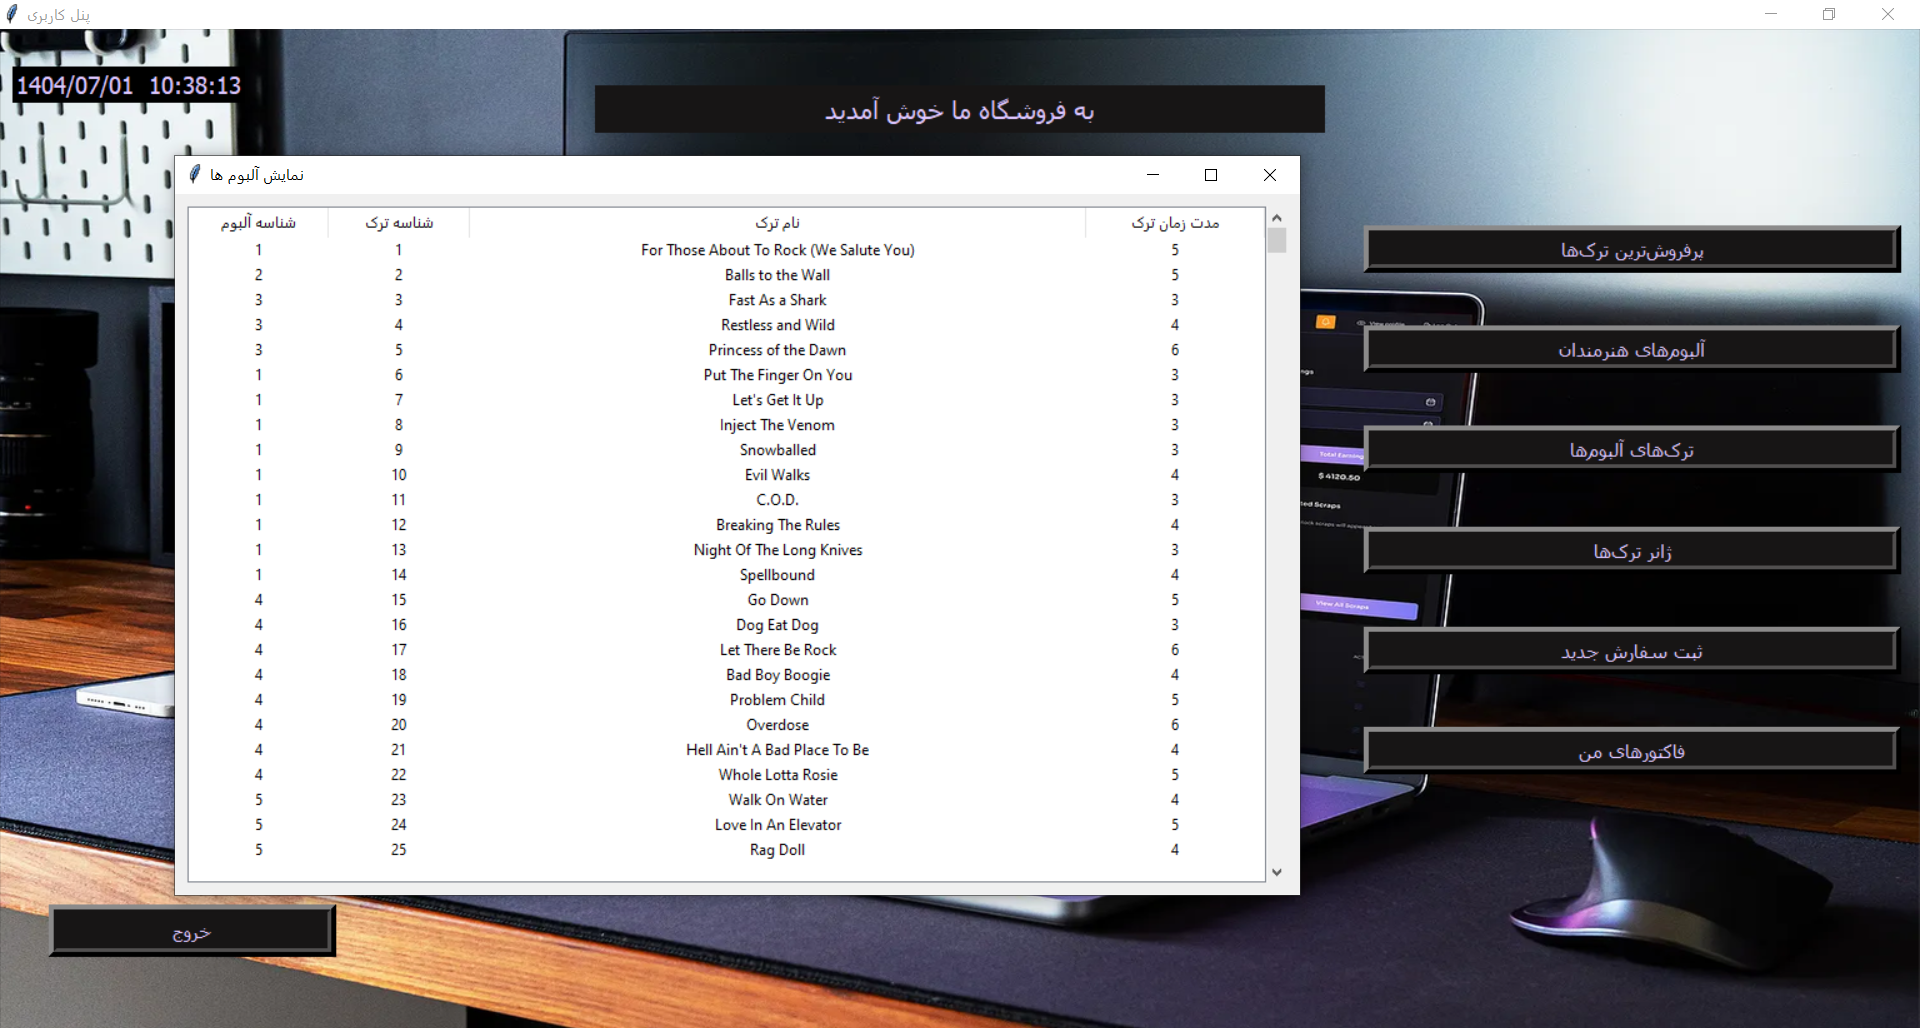 پنل کاربری
1404/07/01 10:38:13
به فروشگاه ما خوش آمدید
نمایش آلبوم ها
شناسه آلبوم شناسه ترک نام ترک مدت زمان ترک
1 1 For Those About To Rock (We Salute You) 5
2 2 Balls to the Wall 5
3 3 Fast As a Shark 3
3 4 Restless and Wild 4
3 5 Princess of the Dawn 6
1 6 Put The Finger On You 3
1 7 Let's Get It Up 3
1 8 Inject The Venom 3
1 9 Snowballed 3
1 10 Evil Walks 4
1 11 C.O.D. 3
1 12 Breaking The Rules 4
1 13 Night Of The Long Knives 3
1 14 Spellbound 4
4 15 Go Down 5
4 16 Dog Eat Dog 3
4 17 Let There Be Rock 6
4 18 Bad Boy Boogie 4
4 19 Problem Child 5
4 20 Overdose 6
4 21 Hell Ain't A Bad Place To Be 4
4 22 Whole Lotta Rosie 5
5 23 Walk On Water 4
5 24 Love In An Elevator 5
5 25 Rag Doll 4
پرفروش‌ترین ترک‌ها
آلبوم‌های هنرمندان
ترک‌های آلبوم‌ها
ژانر ترک‌ها
ثبت سفارش جدید
فاکتورهای من
خروج
View profile
Total Earning
$ 4120.50
View All Scraps